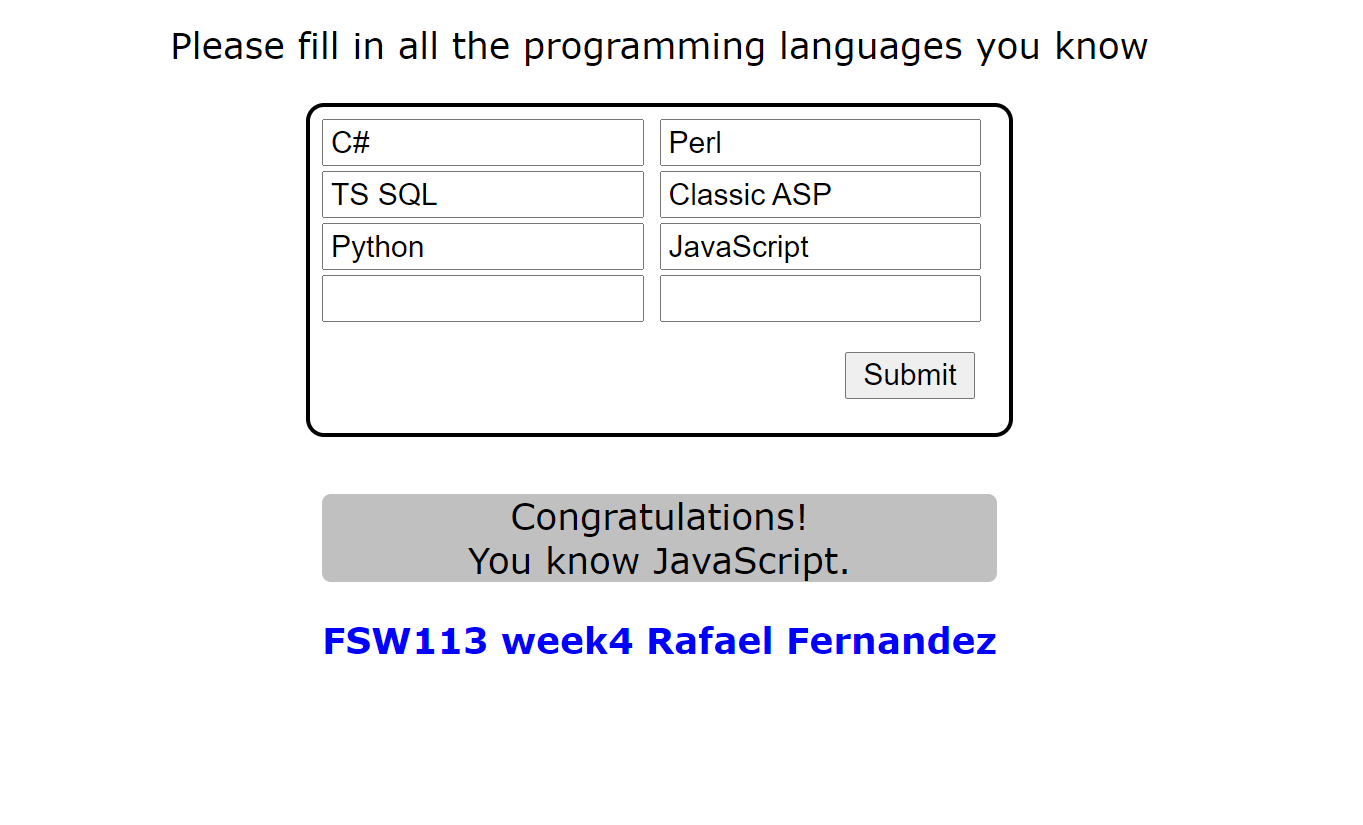 Please fill in all the programming languages you know
C# Perl
TS SQL Classic ASP
Python JavaScript
Submit
Congratulations!
You know JavaScript.
FSW113 week4 Rafael Fernandez